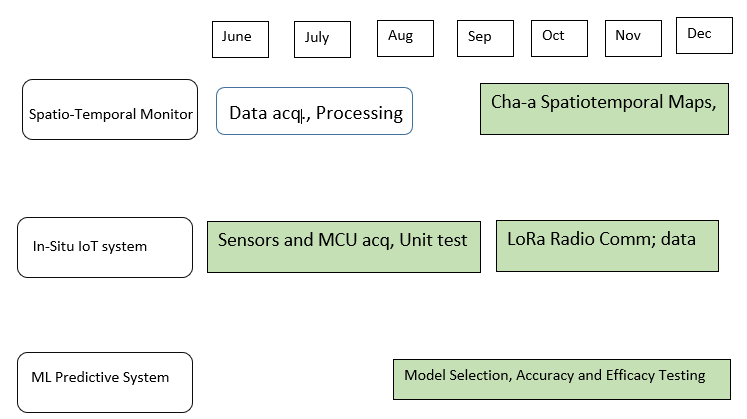 June July Aug Sep Oct Nov Dec
Spatio-Temporal Monitor
Data acq., Processing
Cha-a Spatiotemporal Maps,
In-Situ IoT system
Sensors and MCU acq, Unit test
LoRa Radio Comm; data
ML Predictive System
Model Selection, Accuracy and Efficacy Testing